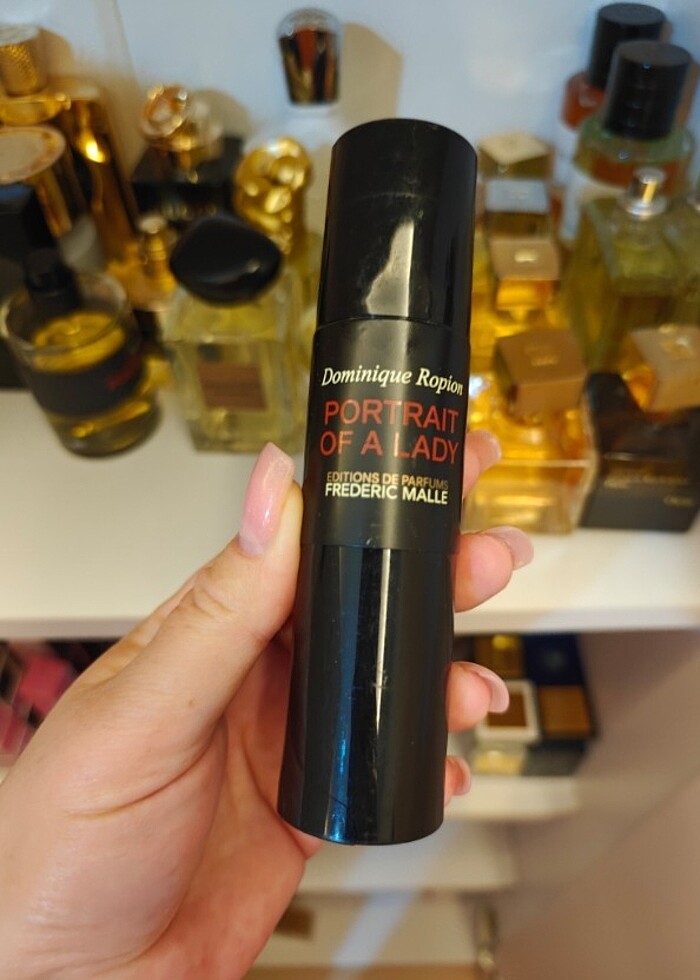 Dominique Ropion
PORTRAIT
OF A LADY
EDITIONS DE PARFUMS
FREDERIC MALLE